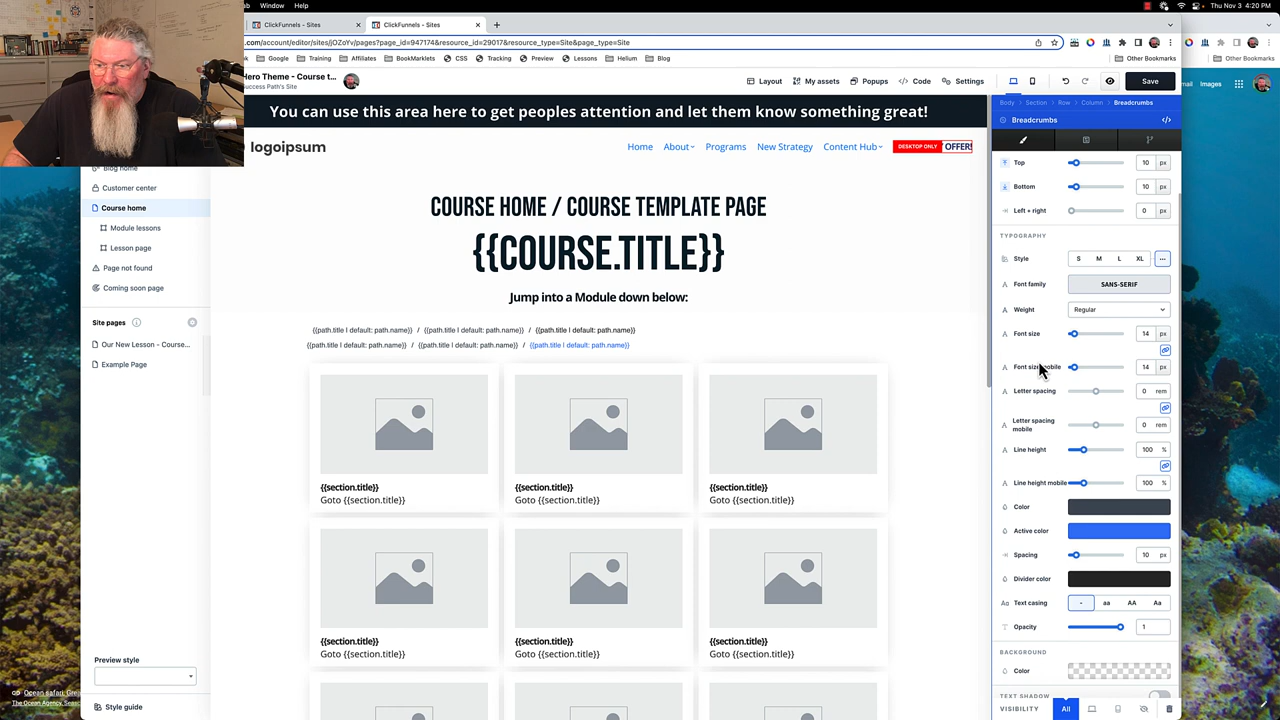 ab Window Help
Thu Nov 3 4:20 PM
ClickFunnels - Sites
ClickFunnels - Sites
.com/account/editor/sites/jOZoYv/pages?page_id=947174&resource_id=29017&resource_type=Site&page_type=Site
Google
Training
Affiliates
BookMarklets
CSS
Tracking
Preview
Lessons
Helium
Blog
Other Bookmarks
Other Bookmarks
Hero Theme - Course t...
Success Path's Site
Layout
My assets
Popups
Code
Settings
Save
mail Images
You can use this area here to get peoples attention and let them know something great!
logoipsum
Home
About
Programs
New Strategy
Content Hub
DESKTOP ONLY OFFER!
Blog home
Customer center
Course home
Module lessons
Lesson page
Page not found
Coming soon page
Site pages
Our New Lesson - Course...
Example Page
Preview style
Style guide
Ocean safari, Gre
The Ocean Agency, Seas
COURSE HOME / COURSE TEMPLATE PAGE
{{COURSE.TITLE}}
Jump into a Module down below:
{{path.title | default: path.name}} / {{path.title | default: path.name}} / {{path.title | default: path.name}}
{{path.title | default: path.name}} / {{path.title | default: path.name}} / {{path.title | default: path.name}}
{{section.title}}
Goto {{section.title}}
{{section.title}}
Goto {{section.title}}
{{section.title}}
Goto {{section.title}}
{{section.title}}
Goto {{section.title}}
{{section.title}}
Goto {{section.title}}
{{section.title}}
Goto {{section.title}}
Body Section Row Column Breadcrumbs
Breadcrumbs
Top 10 px
Bottom 10 px
Left + right 0 px
TYPOGRAPHY
Style S M L XL ...
Font family SANS-SERIF
Weight Regular
Font size 14 px
Font size mobile 14 px
Letter spacing 0 rem
Letter spacing mobile 0 rem
Line height 100 %
Line height mobile 100 %
Color
Active color
Spacing 10 px
Divider color
Text casing - aa AA Aa
Opacity 1
BACKGROUND
Color
TEXT SHADOW
VISIBILITY All